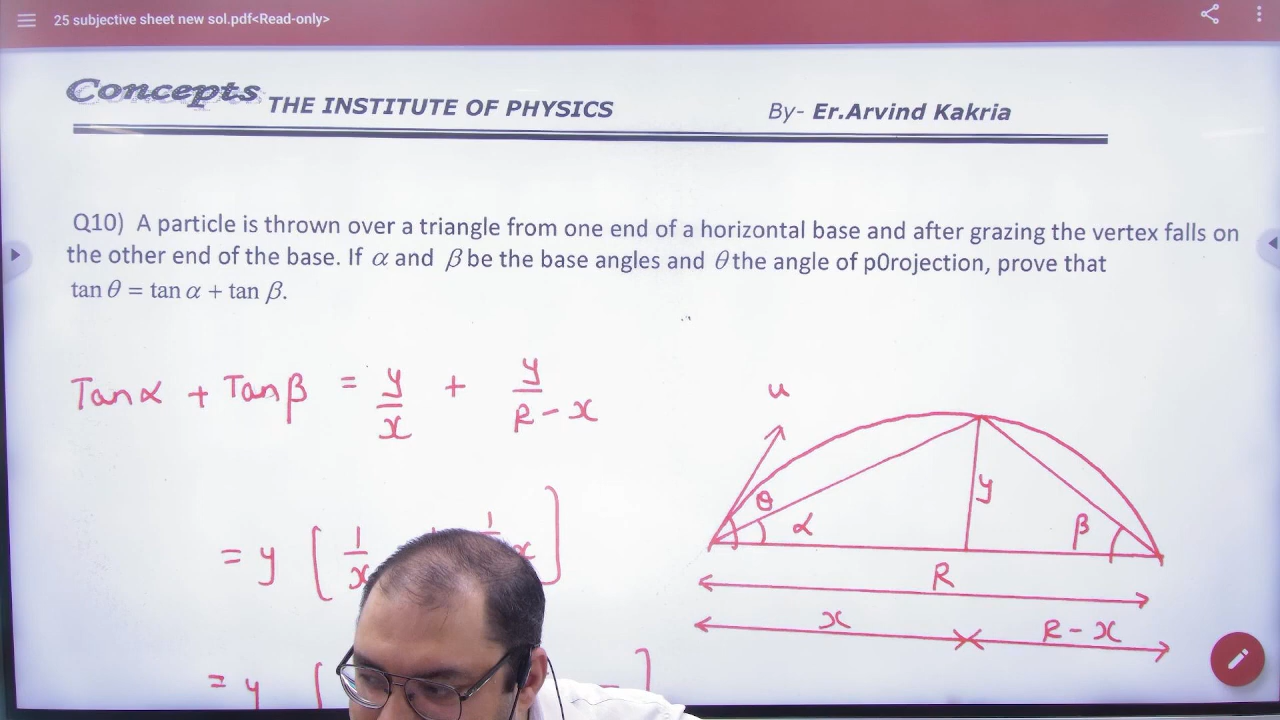 25 subjective sheet new sol.pdf<Read-only>
Concepts THE INSTITUTE OF PHYSICS By- Er.Arvind Kakria
Q10) A particle is thrown over a triangle from one end of a horizontal base and after grazing the vertex falls on
the other end of the base. If α and β be the base angles and θ the angle of p0rojection, prove that
tan θ = tan α + tan β.
Tanα + Tanβ = y/x + y/(R-x)
= y [ 1/x
= y [
u
θ
α
y
β
R
x
R-x